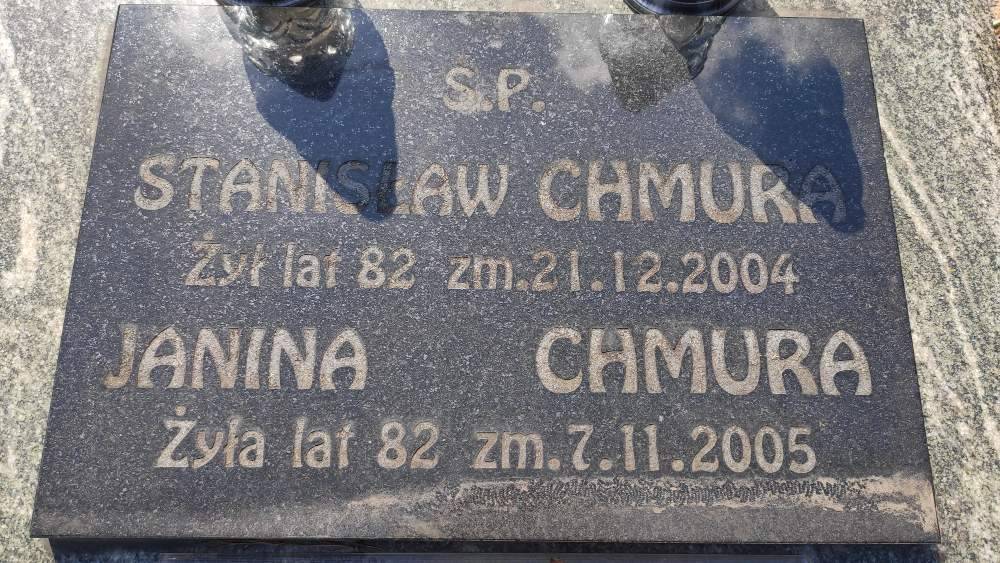 S.P.
STANISŁAW CHMURA
Żył lat 82 zm.21.12.2004
JANINA CHMURA
Żyła lat 82 zm.7.11.2005